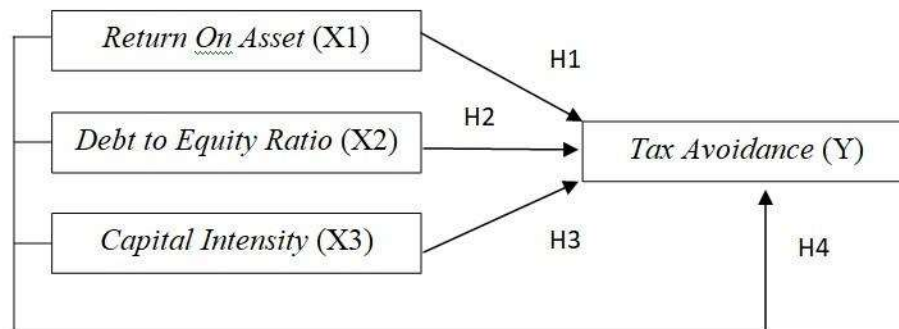 Return On Asset (X1)
H1
H2
Debt to Equity Ratio (X2)
Tax Avoidance (Y)
Capital Intensity (X3)
H3
H4